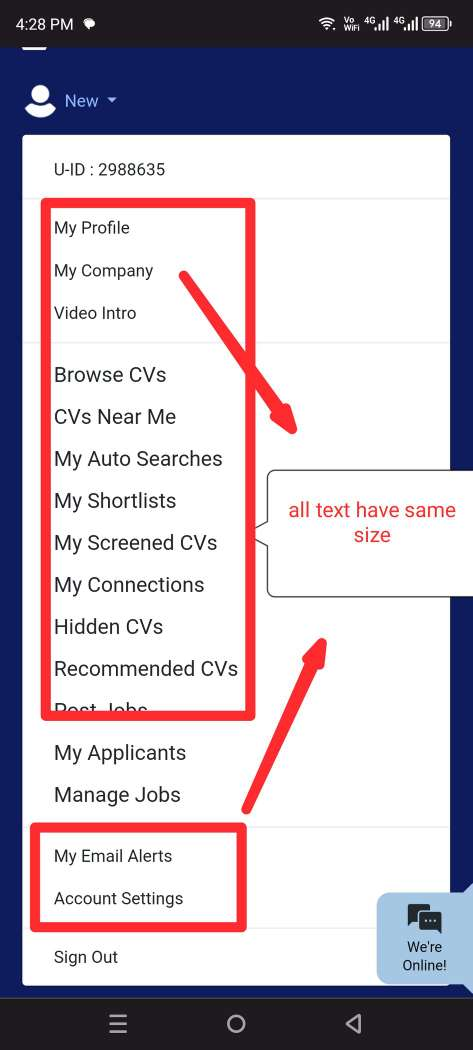 4:28 PM
Vo
WiFi
4G
4G
94
New
U-ID : 2988635
My Profile
My Company
Video Intro
Browse CVs
CVs Near Me
My Auto Searches
My Shortlists
all text have same
size
My Screened CVs
My Connections
Hidden CVs
Recommended CVs
Post Jobs
My Applicants
Manage Jobs
My Email Alerts
Account Settings
We're
Online!
Sign Out